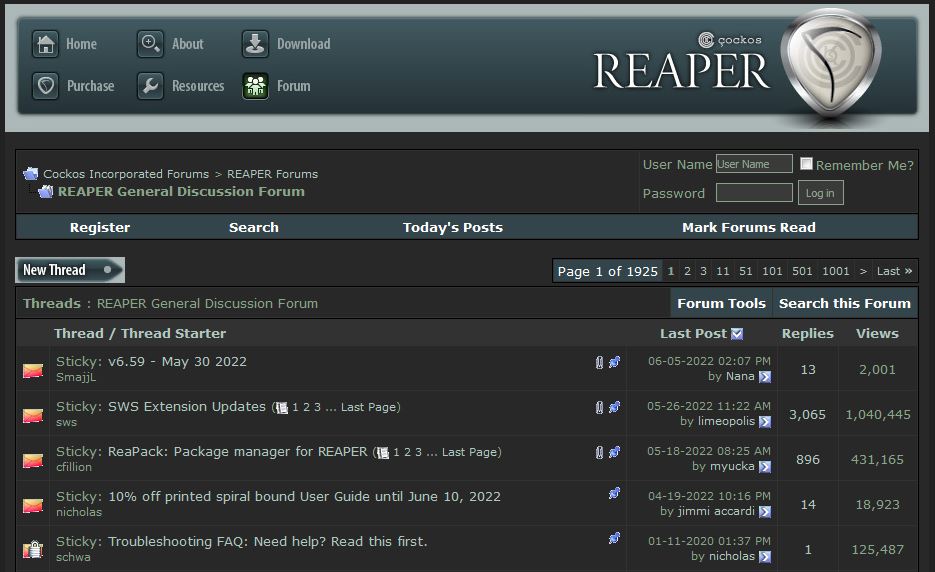 Home
About
Download
çockos
REAPER
Purchase
Resources
Forum
Cockos Incorporated Forums > REAPER Forums
REAPER General Discussion Forum
User Name User Name Remember Me?
Password Log in
Register Search Today's Posts Mark Forums Read
New Thread
Page 1 of 1925 1 2 3 11 51 101 501 1001 > Last »
Threads : REAPER General Discussion Forum Forum Tools Search this Forum
Thread / Thread Starter Last Post Replies Views
Sticky: v6.59 - May 30 2022 06-05-2022 02:07 PM 13 2,001
SmajjL by Nana
Sticky: SWS Extension Updates ( 1 2 3 ... Last Page) 05-26-2022 11:22 AM 3,065 1,040,445
sws by limeopolis
Sticky: ReaPack: Package manager for REAPER ( 1 2 3 ... Last Page) 05-18-2022 08:25 AM 896 431,165
cfillion by myucka
Sticky: 10% off printed spiral bound User Guide until June 10, 2022 04-19-2022 10:16 PM 14 18,923
nicholas by jimmi accardi
Sticky: Troubleshooting FAQ: Need help? Read this first. 01-11-2020 01:37 PM 1 125,487
schwa by nicholas